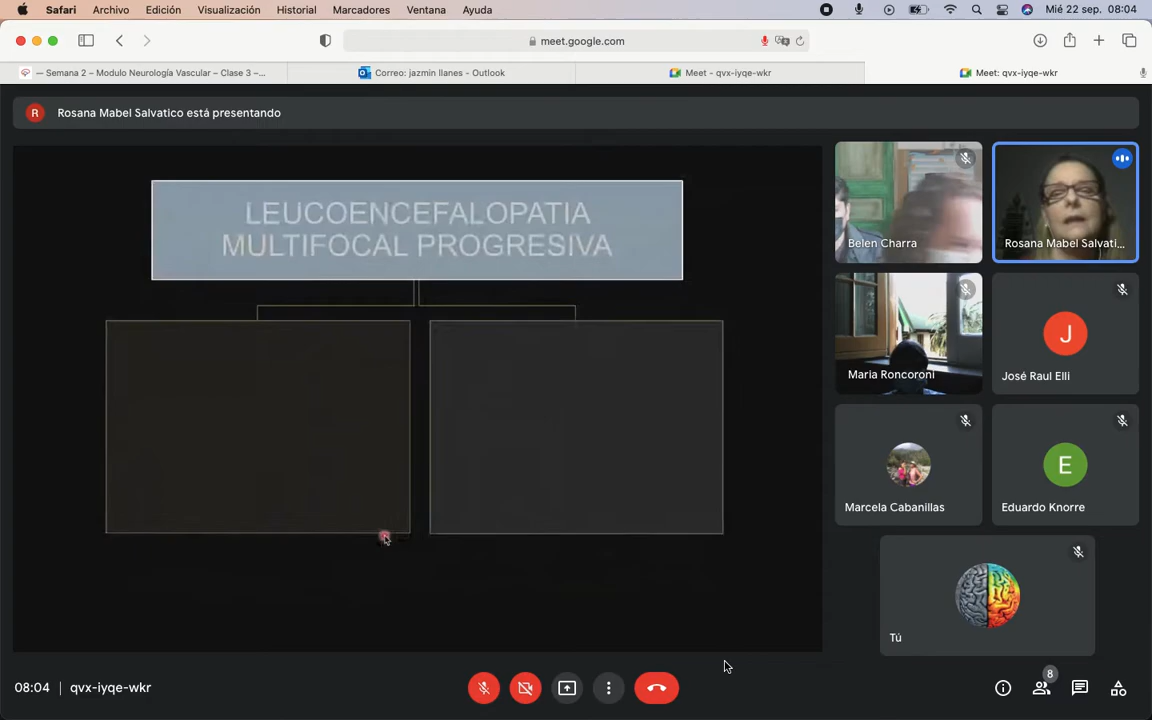 Safari Archivo Edición Visualización Historial Marcadores Ventana Ayuda Mié 22 sep. 08:04
meet.google.com
— Semana 2 – Modulo Neurología Vascular – Clase 3 –... Correo: jazmin llanes - Outlook Meet - qvx-iyqe-wkr Meet: qvx-iyqe-wkr
R Rosana Mabel Salvatico está presentando
LEUCOENCEFALOPATIA
MULTIFOCAL PROGRESIVA
Belen Charra Rosana Mabel Salvati...
J
Maria Roncoroni José Raul Elli
E
Marcela Cabanillas Eduardo Knorre
Tú
08:04 | qvx-iyqe-wkr 8